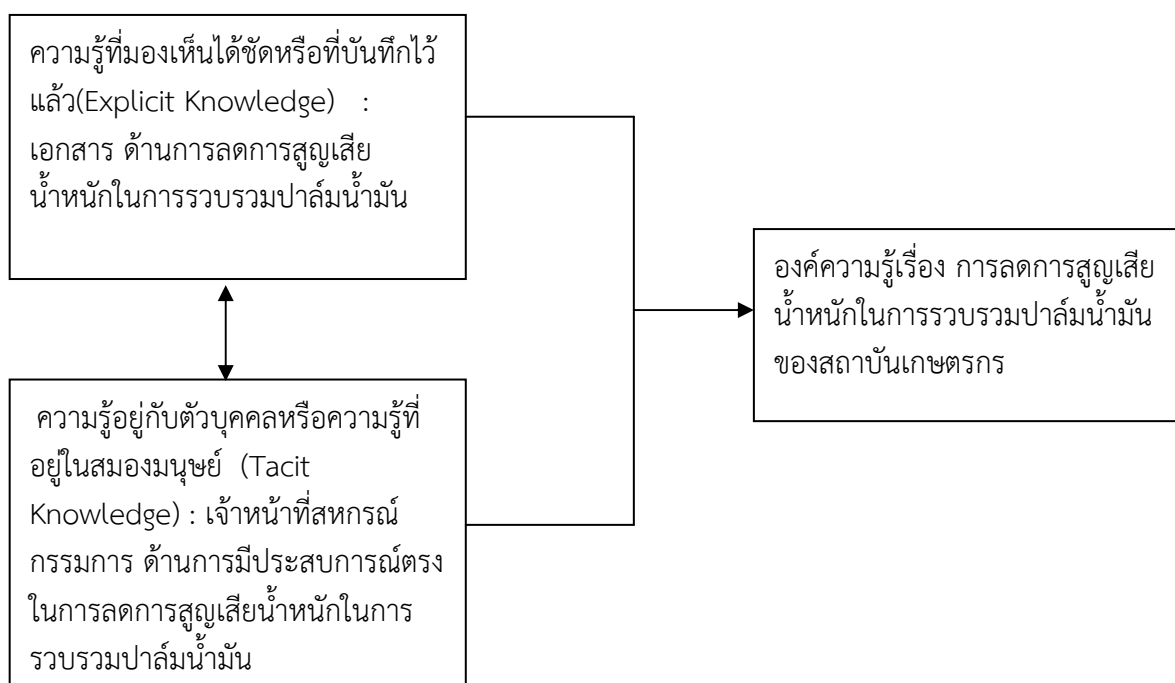 ความรู้ที่มองเห็นได้ชัดหรือที่บันทึกไว้
แล้ว(Explicit Knowledge) :
เอกสาร ด้านการลดการสูญเสีย
น้ำหนักในการรวบรวมปาล์มน้ำมัน
องค์ความรู้เรื่อง การลดการสูญเสีย
น้ำหนักในการรวบรวมปาล์มน้ำมัน
ของสถาบันเกษตรกร
ความรู้อยู่กับตัวบุคคลหรือความรู้ที่
อยู่ในสมองมนุษย์ (Tacit
Knowledge) : เจ้าหน้าที่สหกรณ์
กรรมการ ด้านการมีประสบการณ์ตรง
ในการลดการสูญเสียน้ำหนักในการ
รวบรวมปาล์มน้ำมัน